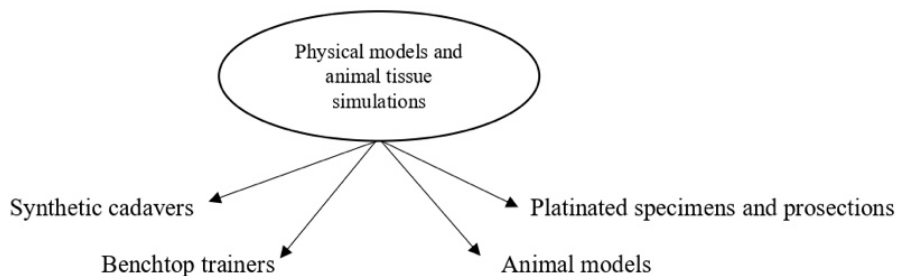 Physical models and
animal tissue
simulations
Synthetic cadavers
Platinated specimens and prosections
Benchtop trainers
Animal models